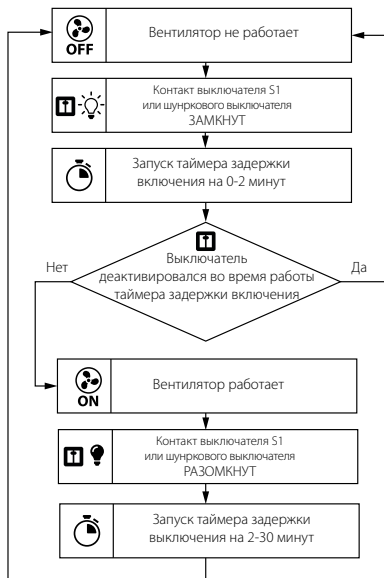 OFF
Вентилятор не работает
Контакт выключателя S1
или шнуркового выключателя
ЗАМКНУТ
Запуск таймера задержки
включения на 0-2 минут
Выключатель
деактивировался во время работы
таймера задержки включения
Нет
Да
ON
Вентилятор работает
Контакт выключателя S1
или шнуркового выключателя
РАЗОМКНУТ
Запуск таймера задержки
выключения на 2-30 минут